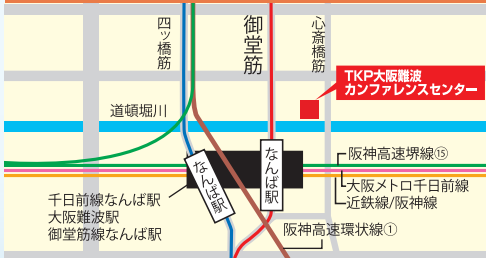 四ツ橋筋
御堂筋
心斎橋筋
TKP大阪難波
カンファレンスセンター
道頓堀川
なんば駅
なんば駅
阪神高速堺線⑮
大阪メトロ千日前線
近鉄線/阪神線
千日前線なんば駅
大阪難波駅
御堂筋線なんば駅
阪神高速環状線①